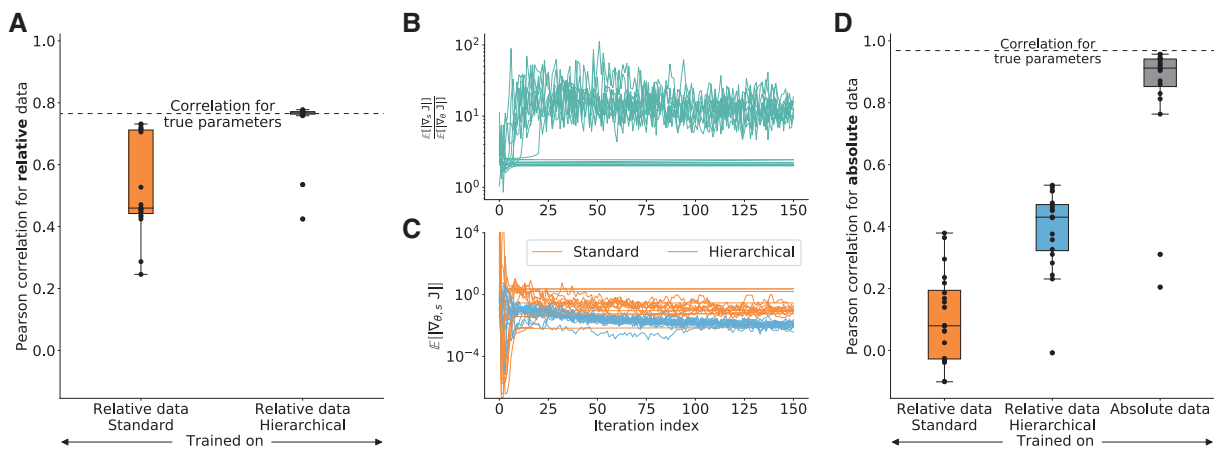 A
Pearson correlation for relative data
1.0
0.8
0.6
0.4
0.2
0.0
Correlation for
true parameters
Relative data
Standard
Relative data
Hierarchical
Trained on
B
𝔼[|∇s J|]
𝔼[|∇θ J|]
10²
10¹
10⁰
0 25 50 75 100 125 150
C
𝔼[|∇θ,s J|]
10⁴
10⁰
10⁻⁴
Standard Hierarchical
0 25 50 75 100 125 150
Iteration index
D
Pearson correlation for absolute data
1.0
0.8
0.6
0.4
0.2
0.0
Correlation for
true parameters
Relative data
Standard
Relative data
Hierarchical
Absolute data
Trained on